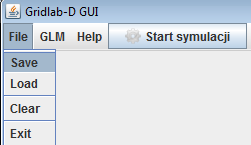 Gridlab-D GUI
File GLM Help Start symulacji
Save
Load
Clear
Exit